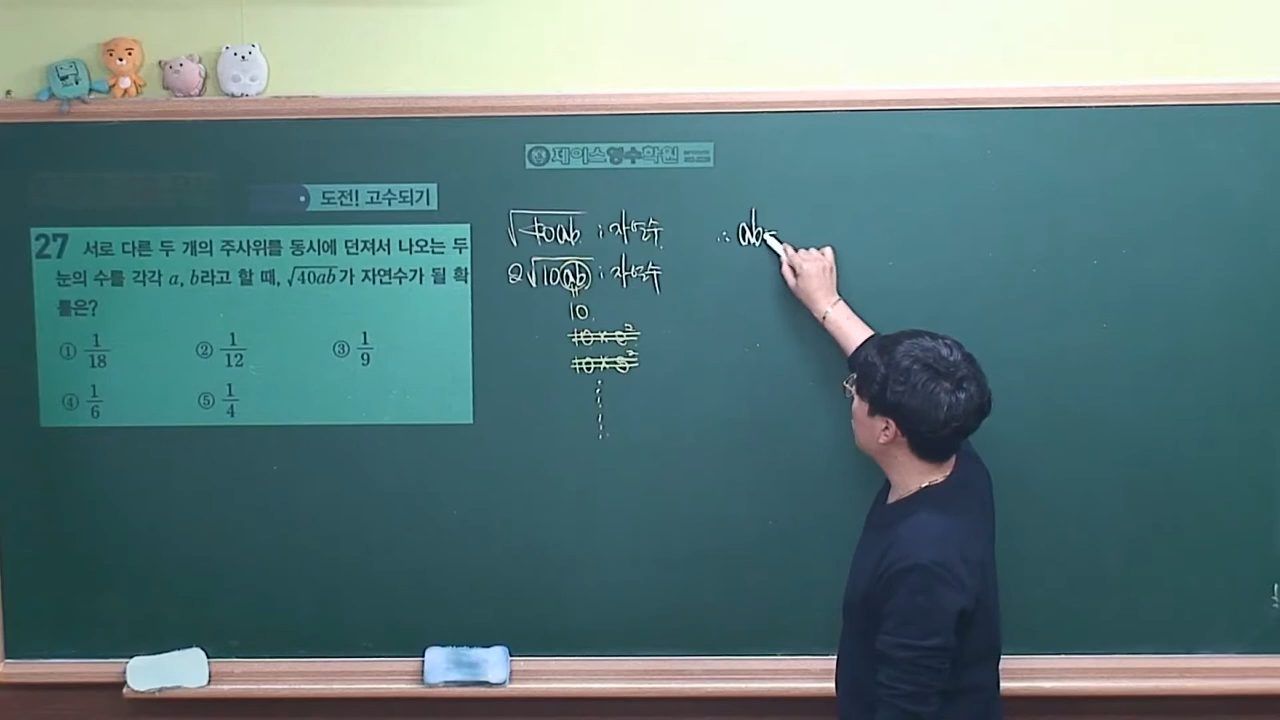 제이스영수학원
도전! 고수되기
27 서로 다른 두 개의 주사위를 동시에 던져서 나오는 두
눈의 수를 각각 a, b라고 할 때, √40ab가 자연수가 될 확
률은?
① 1/18 ② 1/12 ③ 1/9
④ 1/6 ⑤ 1/4
√40ab ; 자연수
2√10ab ; 자연수
10
10×2²
10×3²
∴ ab=